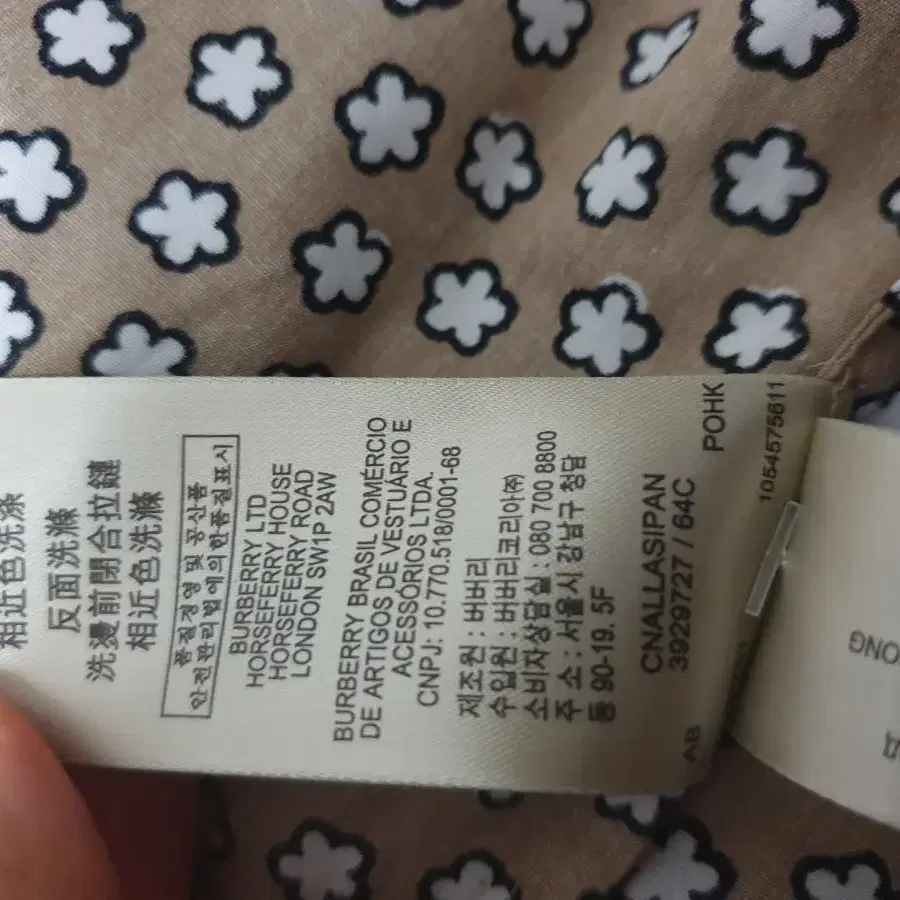 相近色洗涤
反面洗滌
洗燙前閉合拉鏈
相近色洗滌
품질경영 및 공산품
안전관리법에의한품질표시
BURBERRY LTD
HORSEFERRY HOUSE
HORSEFERRY ROAD
LONDON SW1P 2AW
BURBERRY BRASIL COMÉRCIO
DE ARTIGOS DE VESTUÁRIO E
ACESSÓRIOS LTDA.
CNPJ: 10.770.518/0001-68
제조원 : 버버리
수입원 : 버버리코리아㈜
소비자상담실 : 080 700 8800
주 소 : 서울시 강남구 청담
동 90-19. 5F
CNALLASIPAN
3929727 / 64C
AB
POHK
1054575611